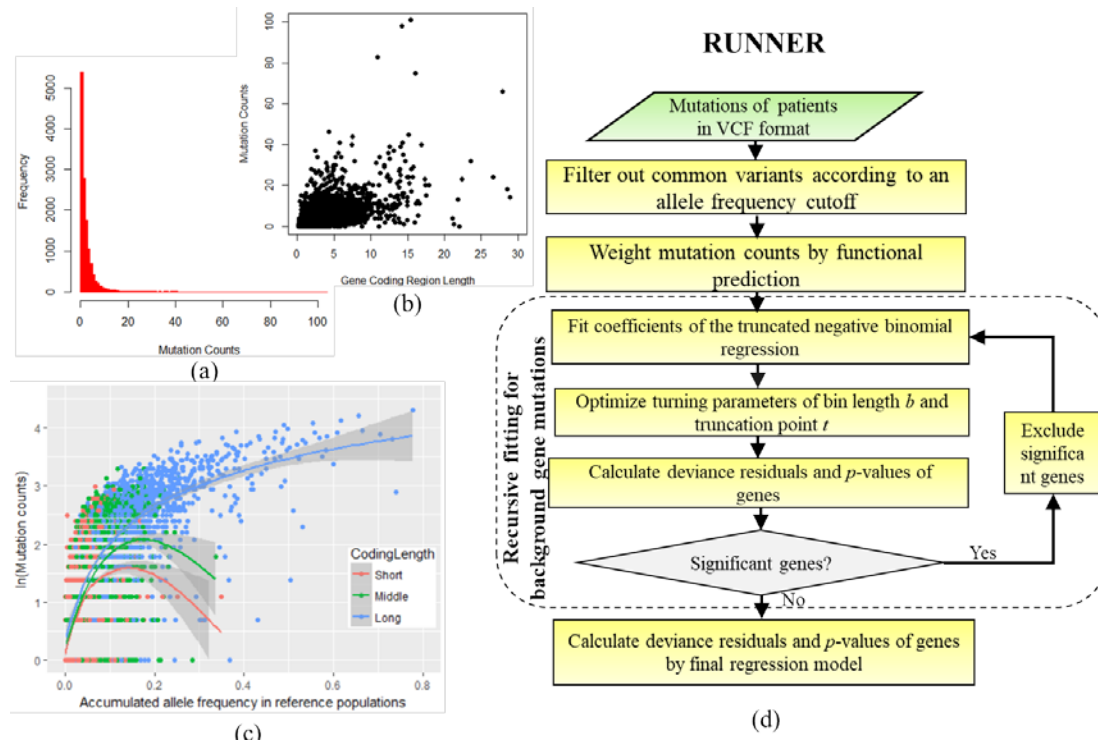 5000
4000
3000
2000
1000
0
Frequency
0 20 40 60 80 100
Mutation Counts
(a)
100
80
60
40
20
0
Mutation Counts
0 5 10 15 20 25 30
Gene Coding Region Length
(b)
4
3
2
1
0
ln(Mutation counts)
CodingLength
Short
Middle
Long
0.0 0.2 0.4 0.6 0.8
Accumulated allele frequency in reference populations
(c)
RUNNER
Mutations of patients
in VCF format
Filter out common variants according to an
allele frequency cutoff
Weight mutation counts by functional
prediction
Recursive fitting for
background gene mutations
Fit coefficients of the truncated negative binomial
regression
Optimize turning parameters of bin length b and
truncation point t
Calculate deviance residuals and p-values of
genes
Significant genes?
Yes
Exclude
significa
nt genes
No
Calculate deviance residuals and p-values of genes
by final regression model
(d)